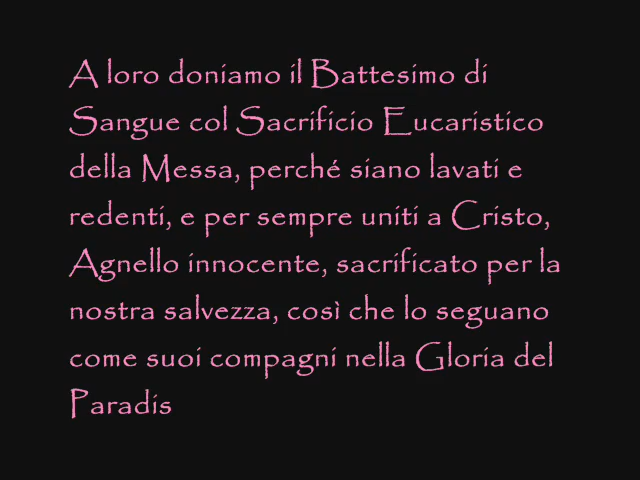 A loro doniamo il Battesimo di
Sangue col Sacrificio Eucaristico
della Messa, perché siano lavati e
redenti, e per sempre uniti a Cristo,
Agnello innocente, sacrificato per la
nostra salvezza, così che lo seguano
come suoi compagni nella Gloria del
Paradis